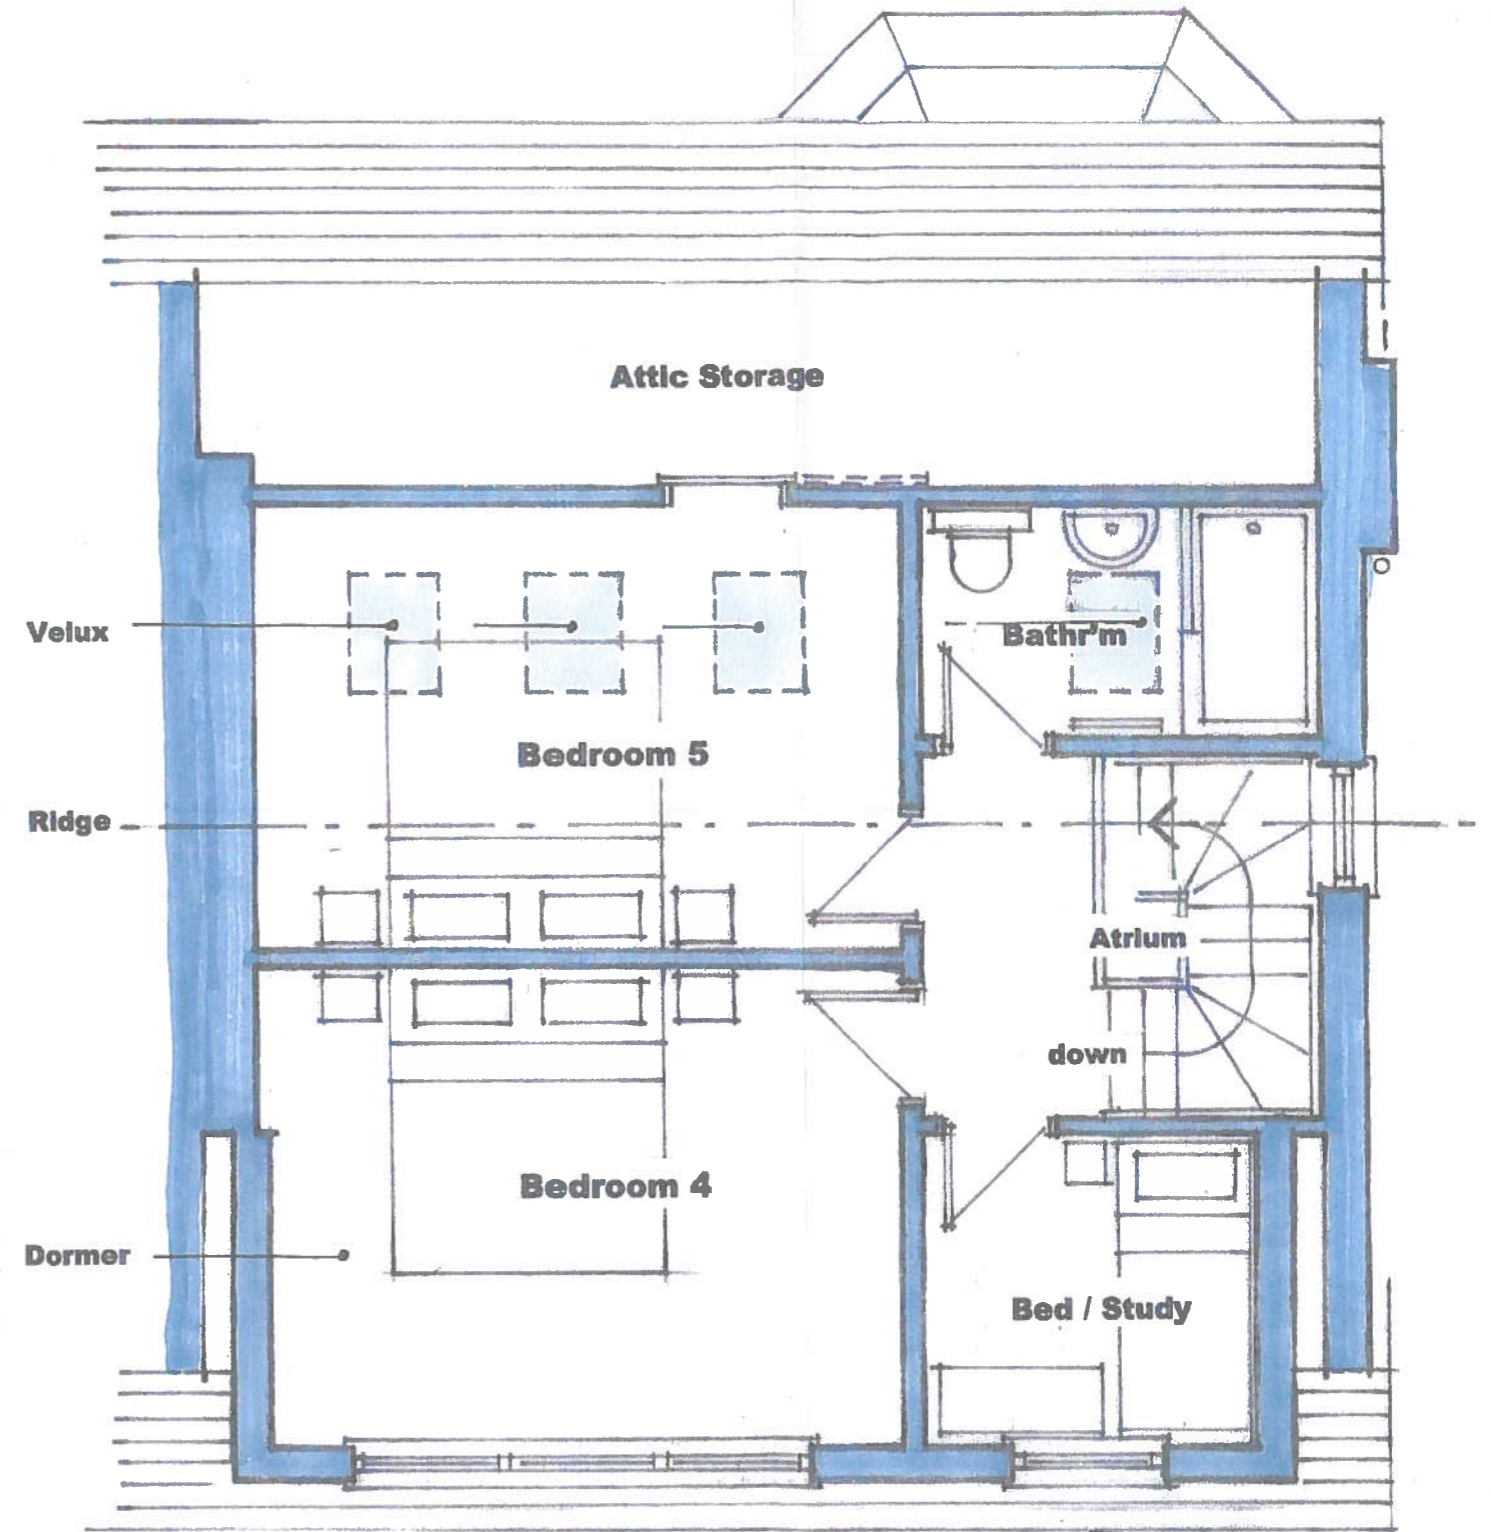 Attic Storage
Velux
Bathr'm
Bedroom 5
Ridge
Atrium
down
Bedroom 4
Dormer
Bed / Study